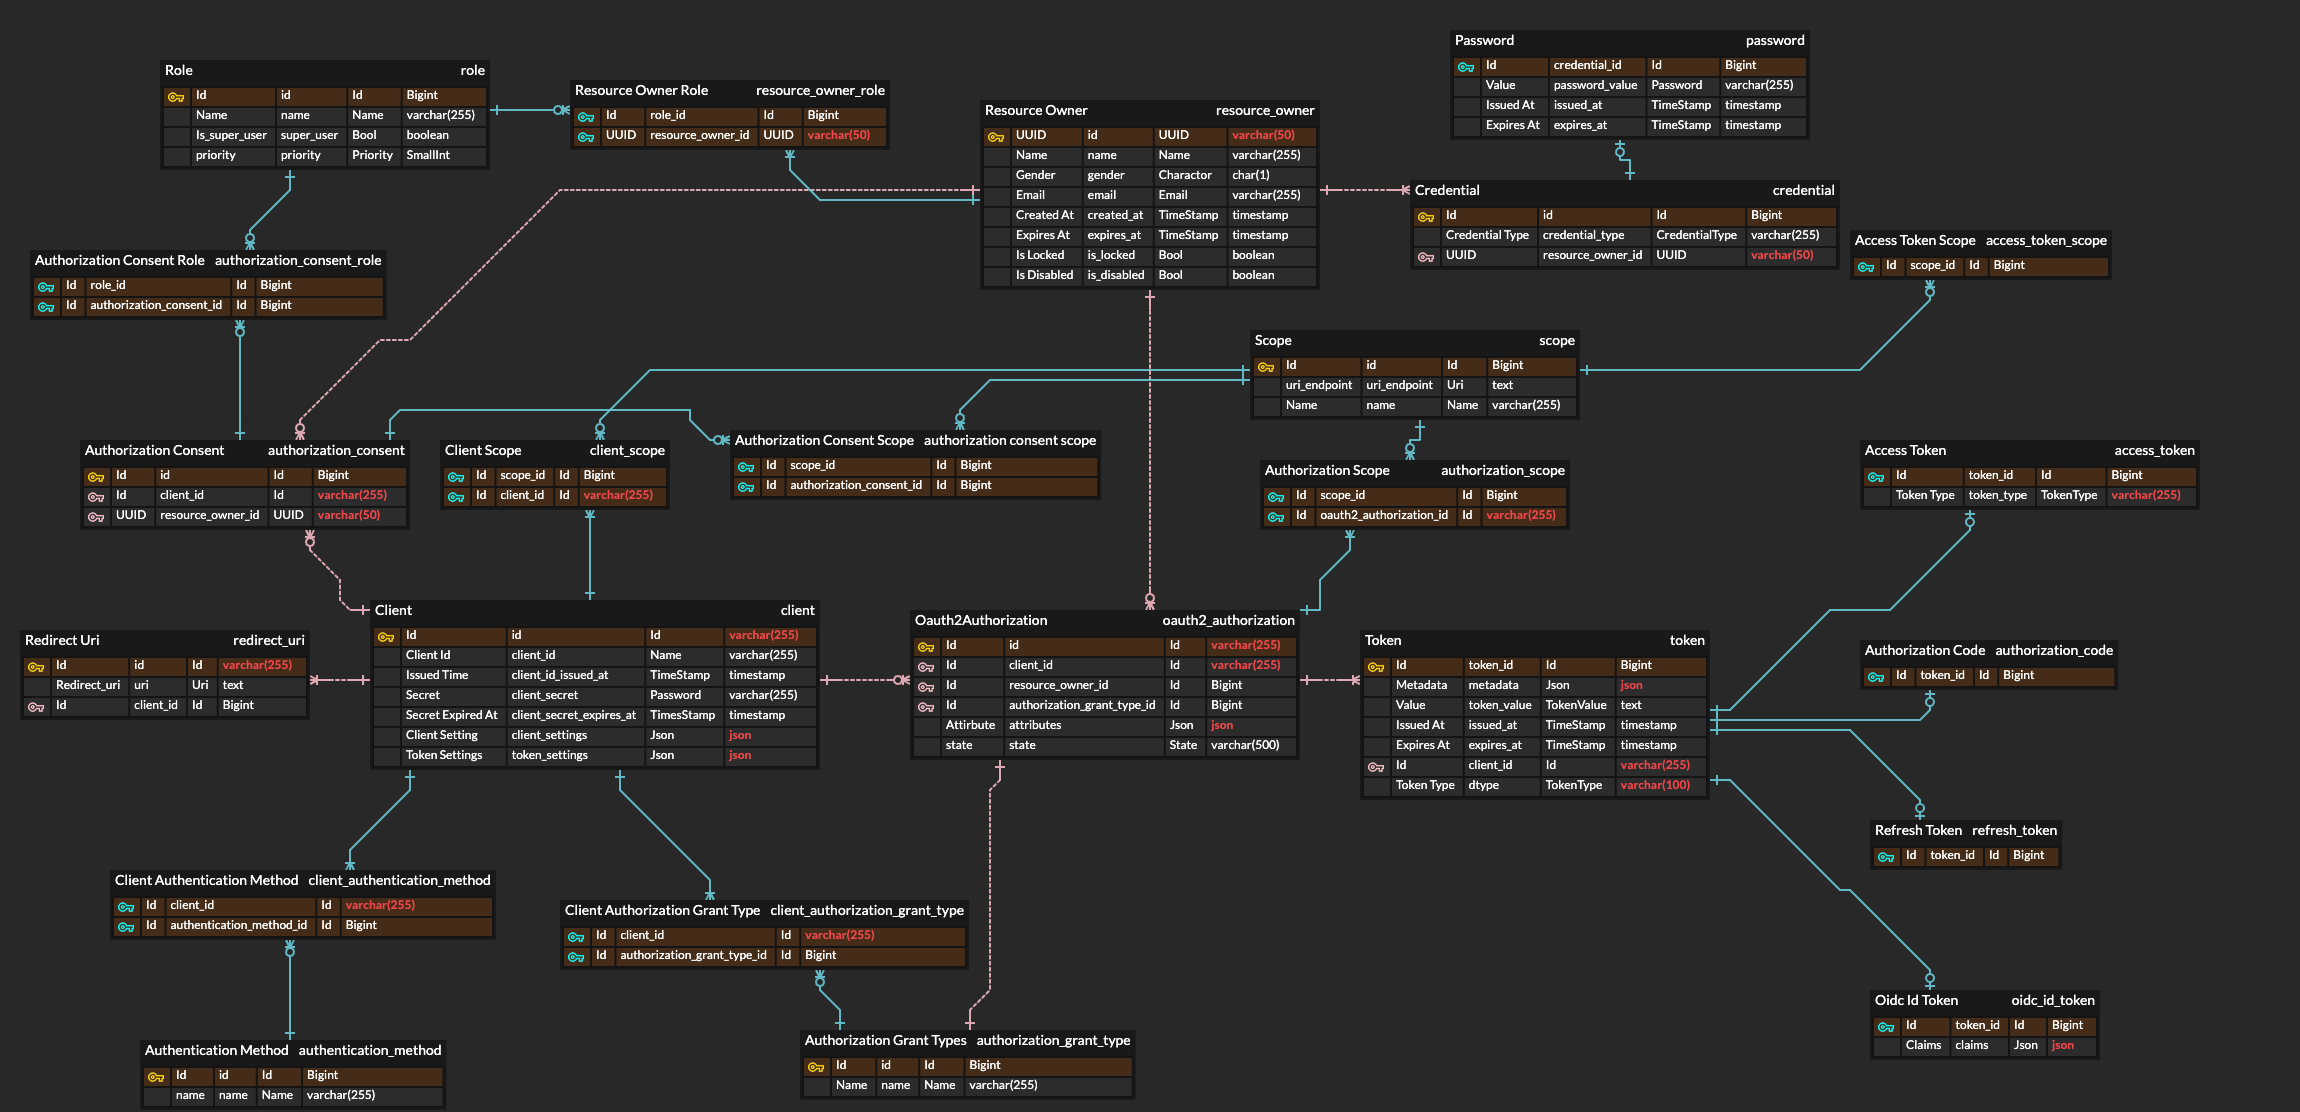 Password password
Id credential_id Id Bigint
Value password_value Password varchar(255)
Issued At issued_at TimeStamp timestamp
Expires At expires_at TimeStamp timestamp
Role role
Id id Id Bigint
Name name Name varchar(255)
Is_super_user super_user Bool boolean
priority priority Priority SmallInt
Resource Owner Role resource_owner_role
Id role_id Id Bigint
UUID resource_owner_id UUID varchar(50)
Resource Owner resource_owner
UUID id UUID varchar(50)
Name name Name varchar(255)
Gender gender Charactor char(1)
Email email Email varchar(255)
Created At created_at TimeStamp timestamp
Expires At expires_at TimeStamp timestamp
Is Locked is_locked Bool boolean
Is Disabled is_disabled Bool boolean
Credential credential
Id id Id Bigint
Credential Type credential_type CredentialType varchar(255)
UUID resource_owner_id UUID varchar(50)
Access Token Scope access_token_scope
Id scope_id Id Bigint
Authorization Consent Role authorization_consent_role
Id role_id Id Bigint
Id authorization_consent_id Id Bigint
Scope scope
Id id Id Bigint
uri_endpoint uri_endpoint Uri text
Name name Name varchar(255)
Authorization Consent authorization_consent
Id id Id Bigint
Id client_id Id varchar(255)
UUID resource_owner_id UUID varchar(50)
Client Scope client_scope
Id scope_id Id Bigint
Id client_id Id varchar(255)
Authorization Consent Scope authorization consent scope
Id scope_id Id Bigint
Id authorization_consent_id Id Bigint
Authorization Scope authorization_scope
Id scope_id Id Bigint
Id oauth2_authorization_id Id varchar(255)
Access Token access_token
Id token_id Id Bigint
Token Type token_type TokenType varchar(255)
Redirect Uri redirect_uri
Id id Id varchar(255)
Redirect_uri uri Uri text
Id client_id Id Bigint
Client client
Id id Id varchar(255)
Client Id client_id Name varchar(255)
Issued Time client_id_issued_at TimeStamp timestamp
Secret client_secret Password varchar(255)
Secret Expired At client_secret_expires_at TimesStamp timestamp
Client Setting client_settings Json json
Token Settings token_settings Json json
Oauth2Authorization oauth2_authorization
Id id Id varchar(255)
Id client_id Id varchar(255)
Id resource_owner_id Id Bigint
Id authorization_grant_type_id Id Bigint
Attirbute attributes Json json
state state State varchar(500)
Token token
Id token_id Id Bigint
Metadata metadata Json json
Value token_value TokenValue text
Issued At issued_at TimeStamp timestamp
Expires At expires_at TimeStamp timestamp
Id client_id Id varchar(255)
Token Type dtype TokenType varchar(100)
Authorization Code authorization_code
Id token_id Id Bigint
Refresh Token refresh_token
Id token_id Id Bigint
Client Authentication Method client_authentication_method
Id client_id Id varchar(255)
Id authentication_method_id Id Bigint
Client Authorization Grant Type client_authorization_grant_type
Id client_id Id varchar(255)
Id authorization_grant_type_id Id Bigint
Oidc Id Token oidc_id_token
Id token_id Id Bigint
Claims claims Json json
Authentication Method authentication_method
Id id Id Bigint
name name Name varchar(255)
Authorization Grant Types authorization_grant_type
Id id Id Bigint
Name name Name varchar(255)